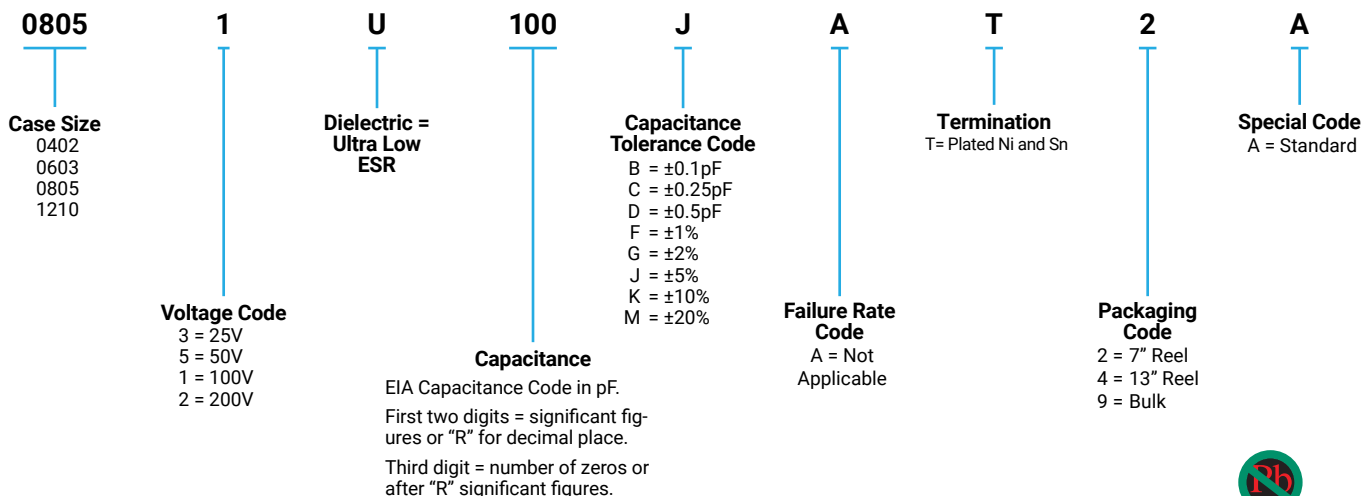 0805 1 U 100 J A T 2 A
Case Size
0402
0603
0805
1210
Voltage Code
3 = 25V
5 = 50V
1 = 100V
2 = 200V
Dielectric =
Ultra Low
ESR
Capacitance
EIA Capacitance Code in pF.
First two digits = significant fig-
ures or “R” for decimal place.
Third digit = number of zeros or
after “R” significant figures.
Capacitance
Tolerance Code
B = ±0.1pF
C = ±0.25pF
D = ±0.5pF
F = ±1%
G = ±2%
J = ±5%
K = ±10%
M = ±20%
Failure Rate
Code
A = Not
Applicable
Termination
T= Plated Ni and Sn
Packaging
Code
2 = 7” Reel
4 = 13” Reel
9 = Bulk
Special Code
A = Standard
Pb